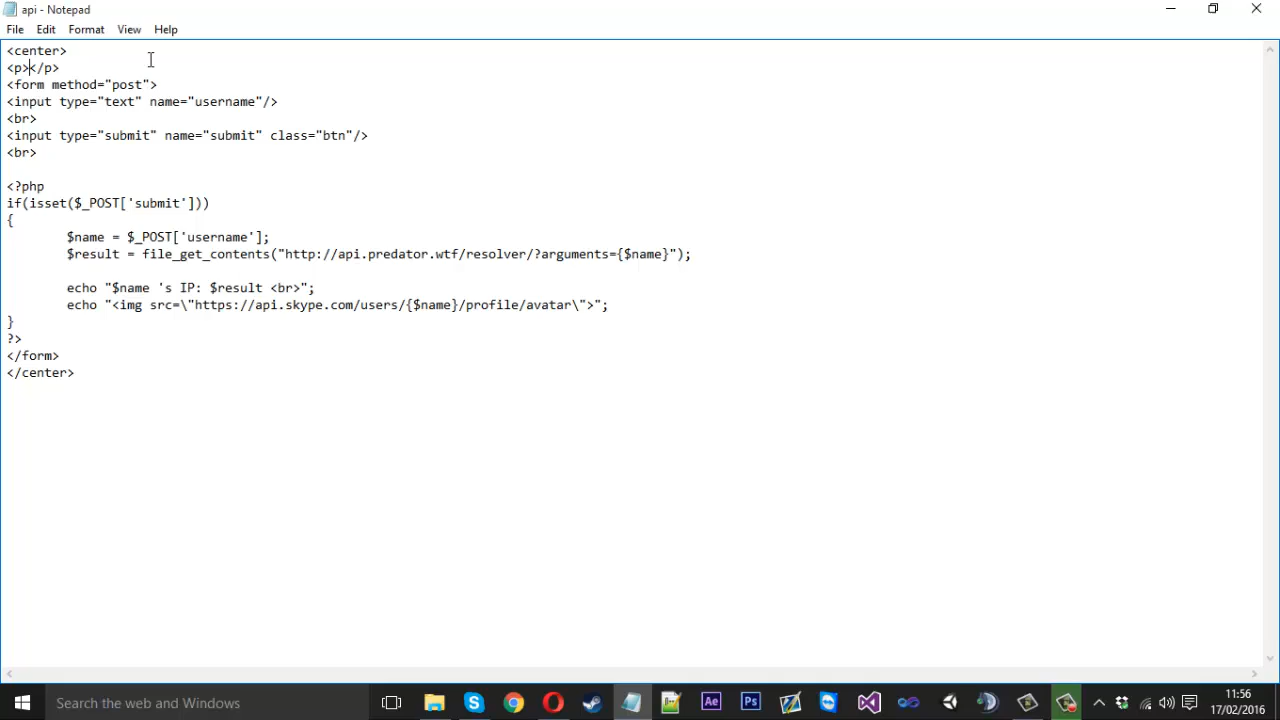 api - Notepad
File Edit Format View Help
<center>
<p></p>
<form method="post">
<input type="text" name="username"/>
<br>
<input type="submit" name="submit" class="btn"/>
<br>
<?php
if(isset($_POST['submit']))
{
$name = $_POST['username'];
$result = file_get_contents("http://api.predator.wtf/resolver/?arguments={$name}");
echo "$name 's IP: $result <br>";
echo "<img src=\"https://api.skype.com/users/{$name}/profile/avatar\">";
}
?>
</form>
</center>
Search the web and Windows
Ae
Ps
11:56
17/02/2016